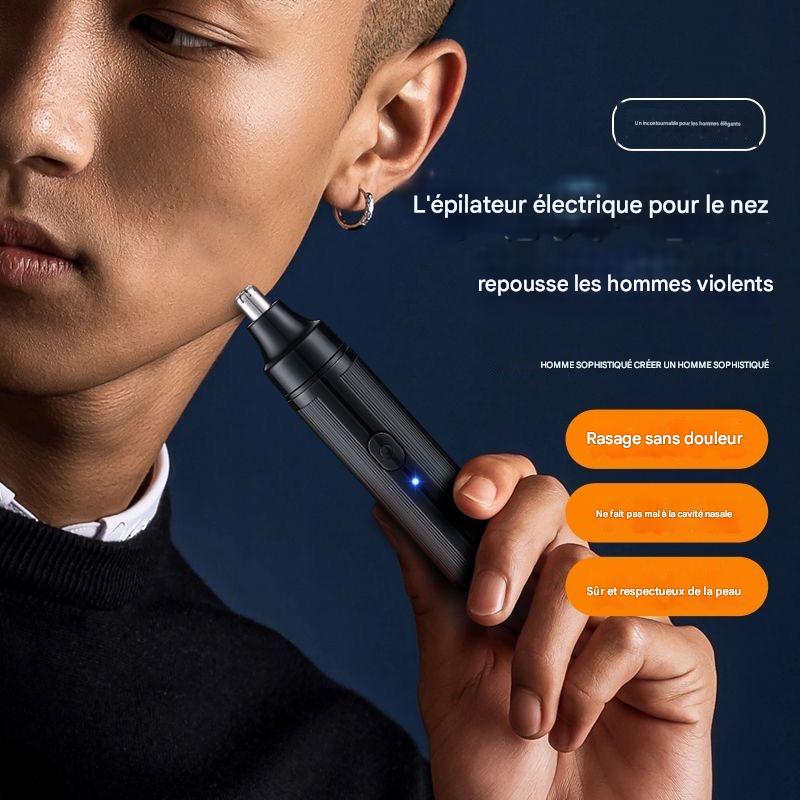 Un incontournable pour les hommes élégants
L'épilateur électrique pour le nez
repousse les hommes violents
HOMME SOPHISTIQUÉ CRÉER UN HOMME SOPHISTIQUÉ
Rasage sans douleur
Ne fait pas mal à la cavité nasale
Sûr et respectueux de la peau